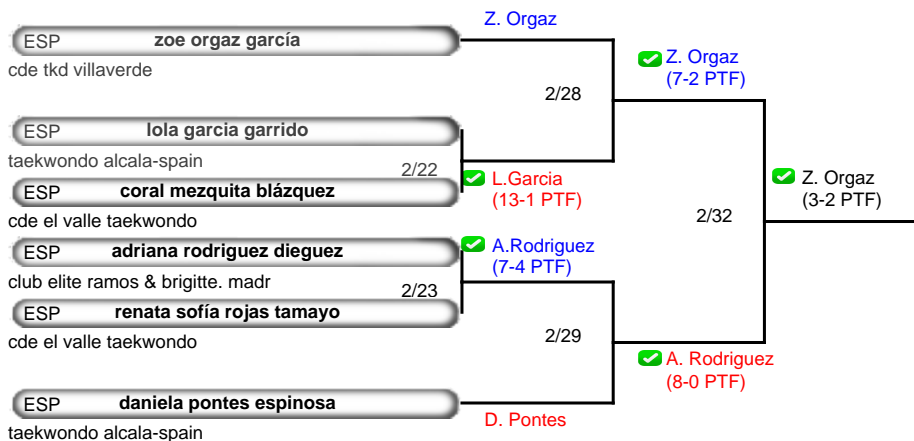 Z. Orgaz
ESP zoe orgaz garcía
cde tkd villaverde
Z. Orgaz
(7-2 PTF)
2/28
ESP lola garcia garrido
taekwondo alcala-spain
2/22
L.Garcia
(13-1 PTF)
ESP coral mezquita blázquez
cde el valle taekwondo
Z. Orgaz
(3-2 PTF)
2/32
ESP adriana rodriguez dieguez
club elite ramos & brigitte. madr
A.Rodriguez
(7-4 PTF)
2/23
ESP renata sofía rojas tamayo
cde el valle taekwondo
2/29
A. Rodriguez
(8-0 PTF)
ESP daniela pontes espinosa
taekwondo alcala-spain
D. Pontes